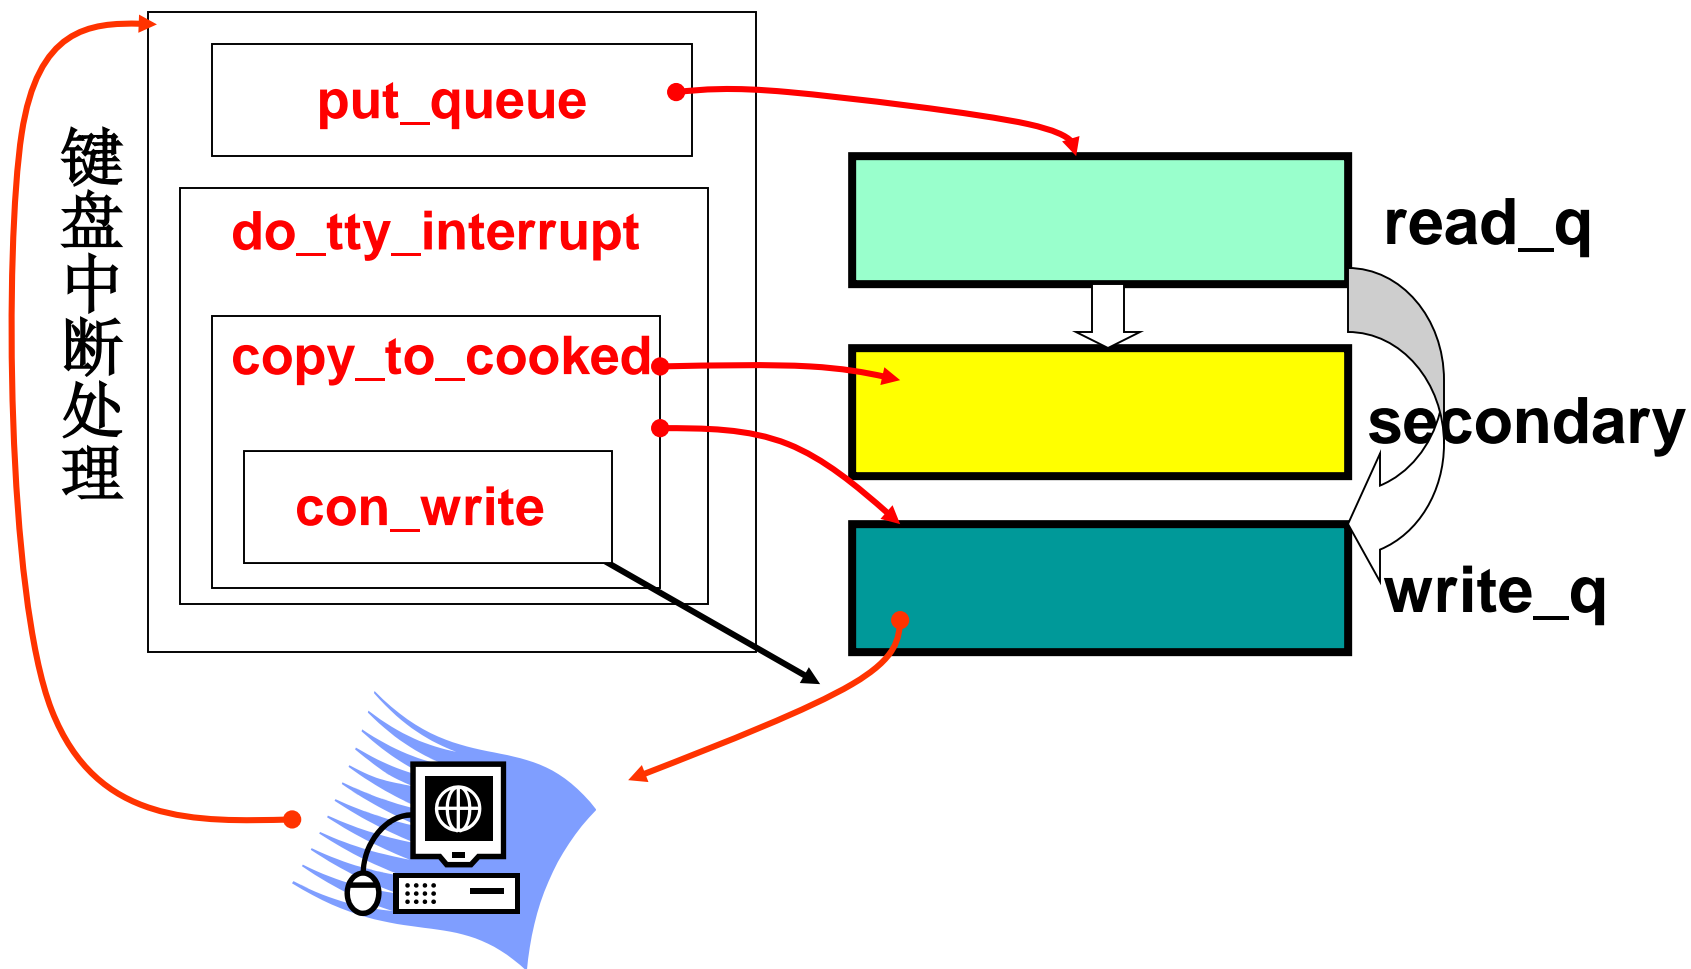 键盘中断处理
put_queue
do_tty_interrupt
copy_to_cooked
con_write
read_q
secondary
write_q